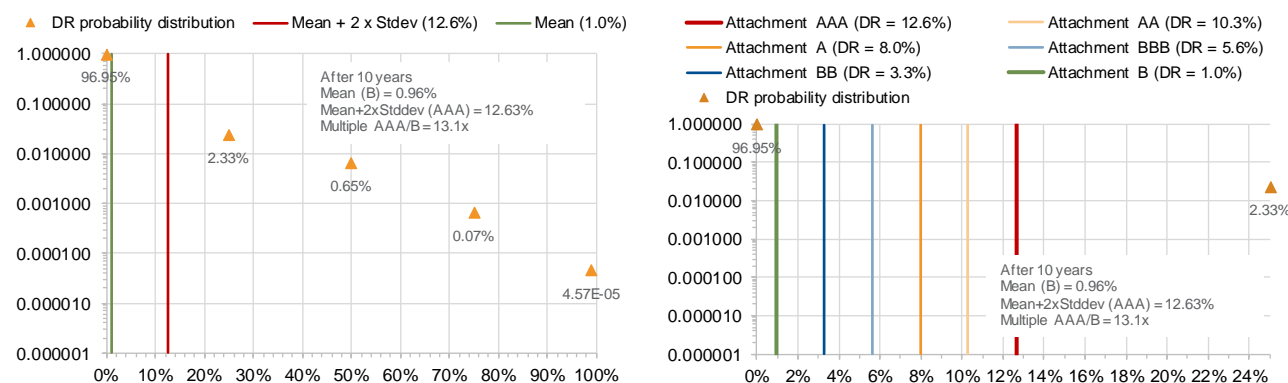 DR probability distribution Mean + 2 x Stdev (12.6%) Mean (1.0%)
1.000000
0.100000
0.010000
0.001000
0.000100
0.000010
0.000001
96.95%
2.33%
0.65%
0.07%
4.57E-05
After 10 years
Mean (B) = 0.96%
Mean+2xStddev (AAA) = 12.63%
Multiple AAA/B = 13.1x
0% 10% 20% 30% 40% 50% 60% 70% 80% 90% 100%
Attachment AAA (DR = 12.6%) Attachment AA (DR = 10.3%)
Attachment A (DR = 8.0%) Attachment BBB (DR = 5.6%)
Attachment BB (DR = 3.3%) Attachment B (DR = 1.0%)
DR probability distribution
1.000000
0.100000
0.010000
0.001000
0.000100
0.000010
0.000001
96.95%
2.33%
After 10 years
Mean (B) = 0.96%
Mean+2xStddev (AAA) = 12.63%
Multiple AAA/B = 13.1x
0% 2% 4% 6% 8% 10% 12% 14% 16% 18% 20% 22% 24%